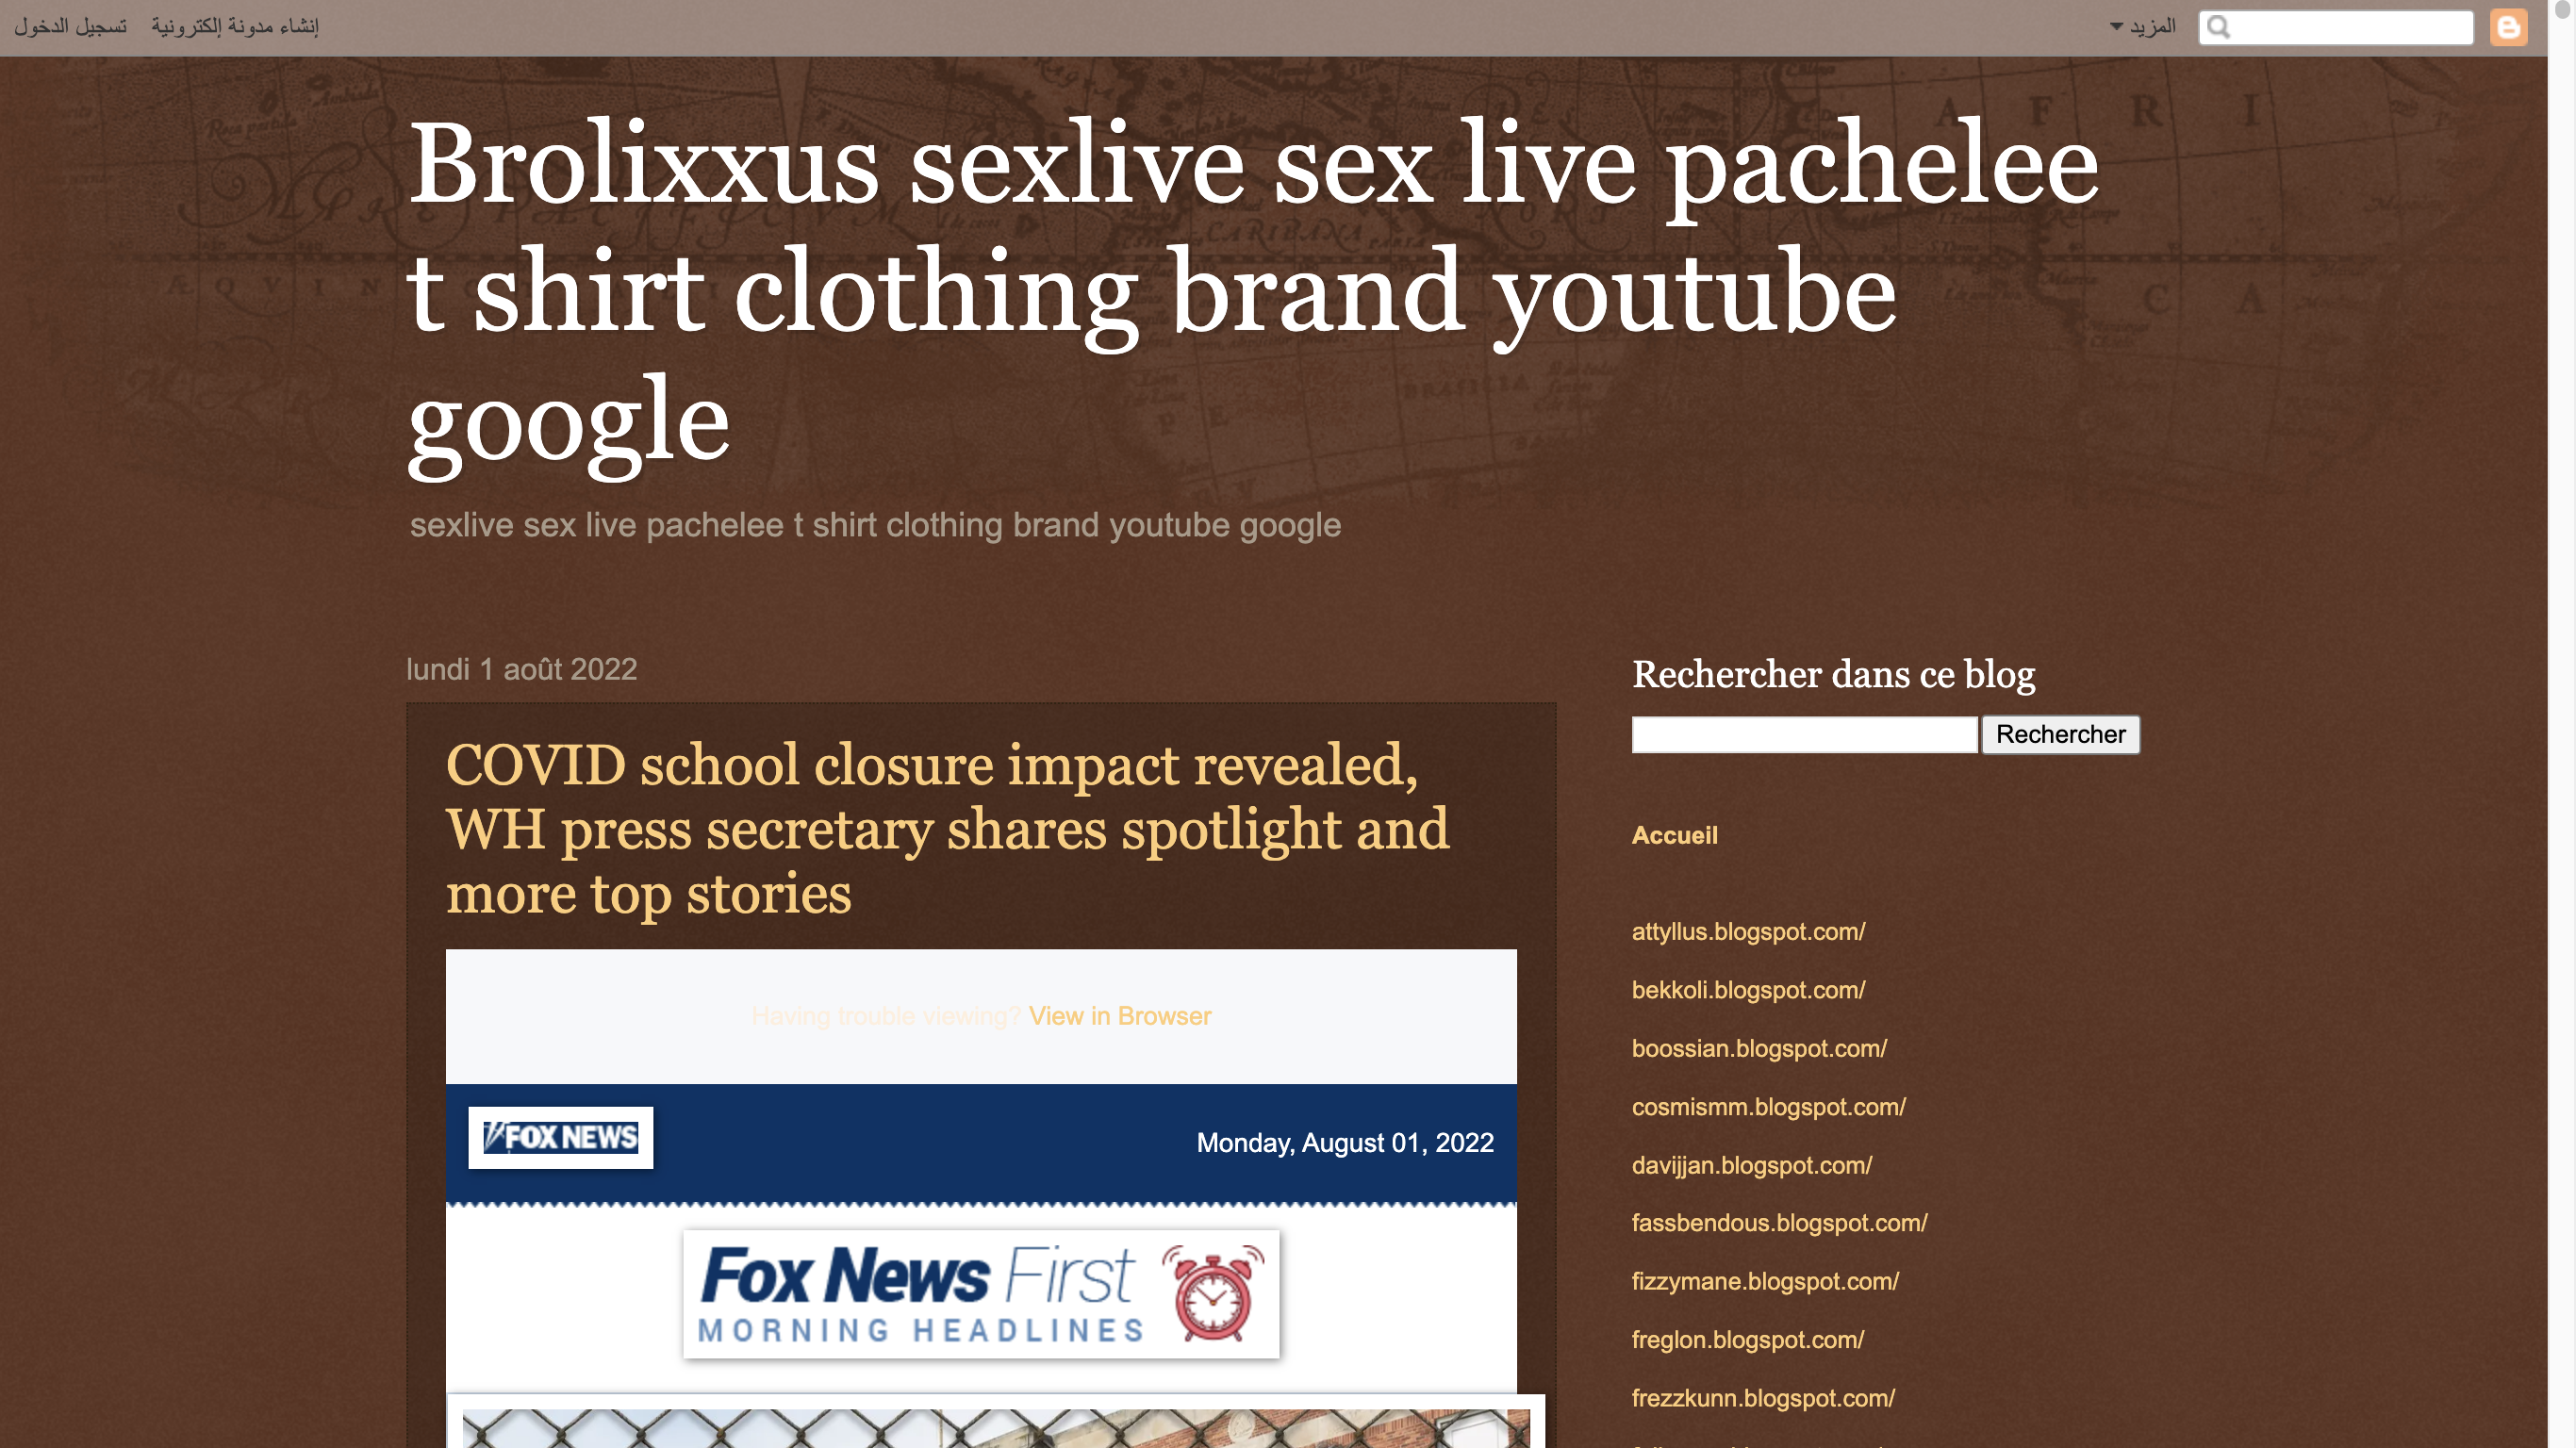 تسجيل الدخول
إنشاء مدونة إلكترونية
المزيد
Brolixxus sexlive sex live pachelee
t shirt clothing brand youtube
google
sexlive sex live pachelee t shirt clothing brand youtube google
lundi 1 août 2022
COVID school closure impact revealed,
WH press secretary shares spotlight and
more top stories
Having trouble viewing? View in Browser
FOX NEWS
Monday, August 01, 2022
Fox News First
MORNING HEADLINES
Rechercher dans ce blog
Rechercher
Accueil
attyllus.blogspot.com/
bekkoli.blogspot.com/
boossian.blogspot.com/
cosmismm.blogspot.com/
davijjan.blogspot.com/
fassbendous.blogspot.com/
fizzymane.blogspot.com/
freglon.blogspot.com/
frezzkunn.blogspot.com/